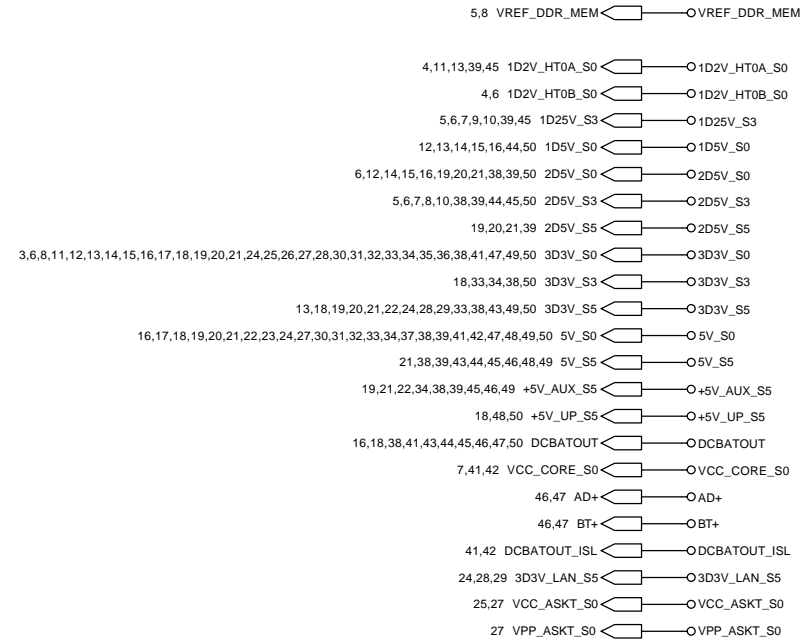 5,8 VREF_DDR_MEM VREF_DDR_MEM
4,11,13,39,45 1D2V_HT0A_S0 1D2V_HT0A_S0
4,6 1D2V_HT0B_S0 1D2V_HT0B_S0
5,6,7,9,10,39,45 1D25V_S3 1D25V_S3
12,13,14,15,16,44,50 1D5V_S0 1D5V_S0
6,12,14,15,16,19,20,21,38,39,50 2D5V_S0 2D5V_S0
5,6,7,8,10,38,39,44,45,50 2D5V_S3 2D5V_S3
19,20,21,39 2D5V_S5 2D5V_S5
3,6,8,11,12,13,14,15,16,17,18,19,20,21,24,25,26,27,28,30,31,32,33,34,35,36,38,41,47,49,50 3D3V_S0 3D3V_S0
18,33,34,38,50 3D3V_S3 3D3V_S3
13,18,19,20,21,22,24,28,29,33,38,43,49,50 3D3V_S5 3D3V_S5
16,17,18,19,20,21,22,23,24,27,30,31,32,33,34,37,38,39,41,42,47,48,49,50 5V_S0 5V_S0
21,38,39,43,44,45,46,48,49 5V_S5 5V_S5
19,21,22,34,38,39,45,46,49 +5V_AUX_S5 +5V_AUX_S5
18,48,50 +5V_UP_S5 +5V_UP_S5
16,18,38,41,43,44,45,46,47,50 DCBATOUT DCBATOUT
7,41,42 VCC_CORE_S0 VCC_CORE_S0
46,47 AD+ AD+
46,47 BT+ BT+
41,42 DCBATOUT_ISL DCBATOUT_ISL
24,28,29 3D3V_LAN_S5 3D3V_LAN_S5
25,27 VCC_ASKT_S0 VCC_ASKT_S0
27 VPP_ASKT_S0 VPP_ASKT_S0